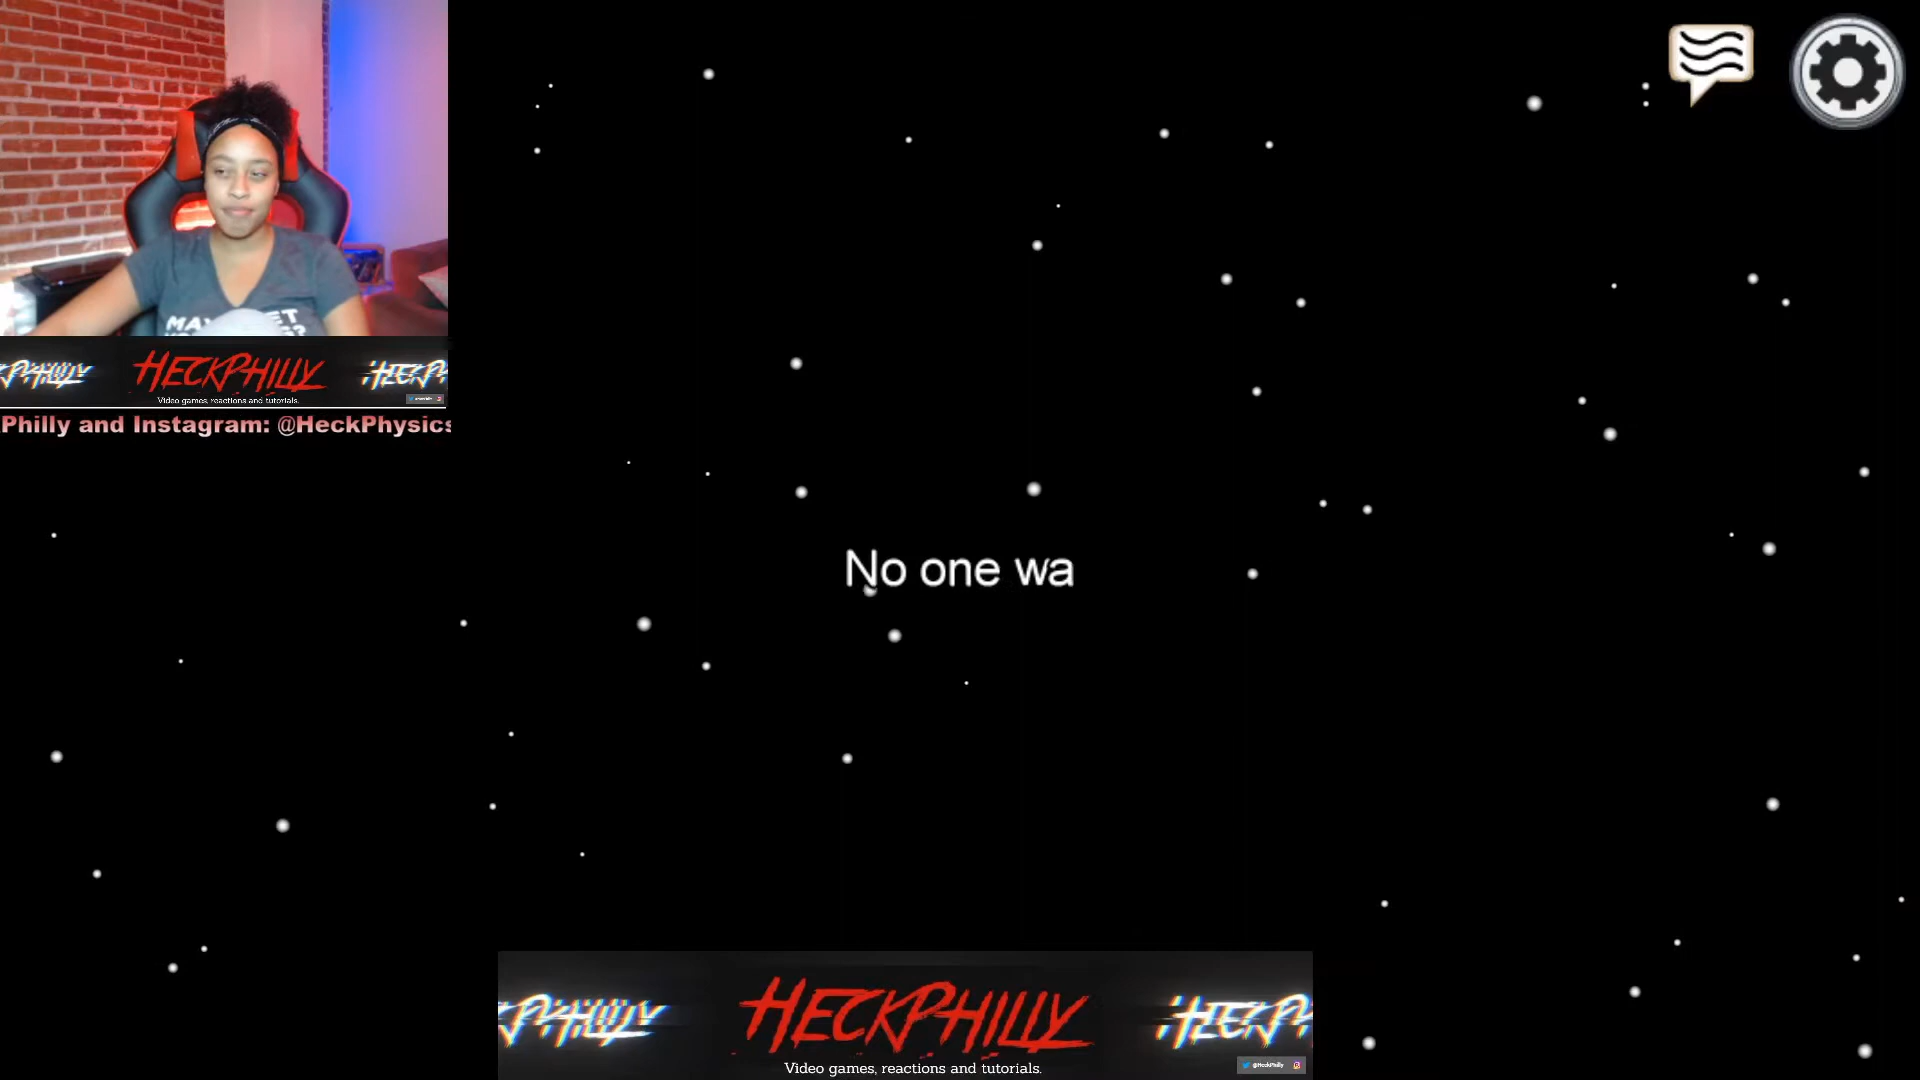 HECKPHILLY
Video games, reactions and tutorials.
Philly and Instagram: @HeckPhysics
No one wa
HECKPHILLY
Video games, reactions and tutorials.
@HeckPhilly